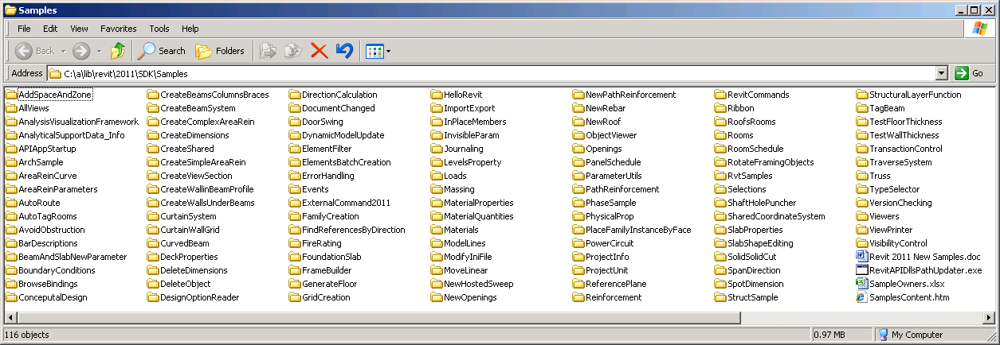 Samples
File Edit View Favorites Tools Help
Back Search Folders
Address C:\a\lib\revit\2011\SDK\Samples Go
AddSpaceAndZone
AllViews
AnalysisVisualizationFramework
AnalyticalSupportData_Info
APIAppStartup
ArchSample
AreaReinCurve
AreaReinParameters
AutoRoute
AutoTagRooms
AvoidObstruction
BarDescriptions
BeamAndSlabNewParameter
BoundaryConditions
BrowseBindings
ConceputalDesign
CreateBeamsColumnsBraces
CreateBeamSystem
CreateComplexAreaRein
CreateDimensions
CreateShared
CreateSimpleAreaRein
CreateViewSection
CreateWallinBeamProfile
CreateWallsUnderBeams
CurtainSystem
CurtainWallGrid
CurvedBeam
DeckProperties
DeleteDimensions
DeleteObject
DesignOptionReader
DirectionCalculation
DocumentChanged
DoorSwing
DynamicModelUpdate
ElementFilter
ElementsBatchCreation
ErrorHandling
Events
ExternalCommand2011
FamilyCreation
FindReferencesByDirection
FireRating
FoundationSlab
FrameBuilder
GenerateFloor
GridCreation
HelloRevit
ImportExport
InPlaceMembers
InvisibleParam
Journaling
LevelsProperty
Loads
Massing
MaterialProperties
MaterialQuantities
Materials
ModelLines
ModifyIniFile
MoveLinear
NewHostedSweep
NewOpenings
NewPathReinforcement
NewRebar
NewRoof
ObjectViewer
Openings
PanelSchedule
ParameterUtils
PathReinforcement
PhaseSample
PhysicalProp
PlaceFamilyInstanceByFace
PowerCircuit
ProjectInfo
ProjectUnit
ReferencePlane
Reinforcement
RevitCommands
Ribbon
RoofsRooms
Rooms
RoomSchedule
RotateFramingObjects
RvtSamples
Selections
ShaftHolePuncher
SharedCoordinateSystem
SlabProperties
SlabShapeEditing
SolidSolidCut
SpanDirection
SpotDimension
StructSample
StructuralLayerFunction
TagBeam
TestFloorThickness
TestWallThickness
TransactionControl
TraverseSystem
Truss
TypeSelector
VersionChecking
Viewers
ViewPrinter
VisibilityControl
Revit 2011 New Samples.doc
RevitAPIDllsPathUpdater.exe
SampleOwners.xlsx
SamplesContent.htm
116 objects 0.97 MB My Computer